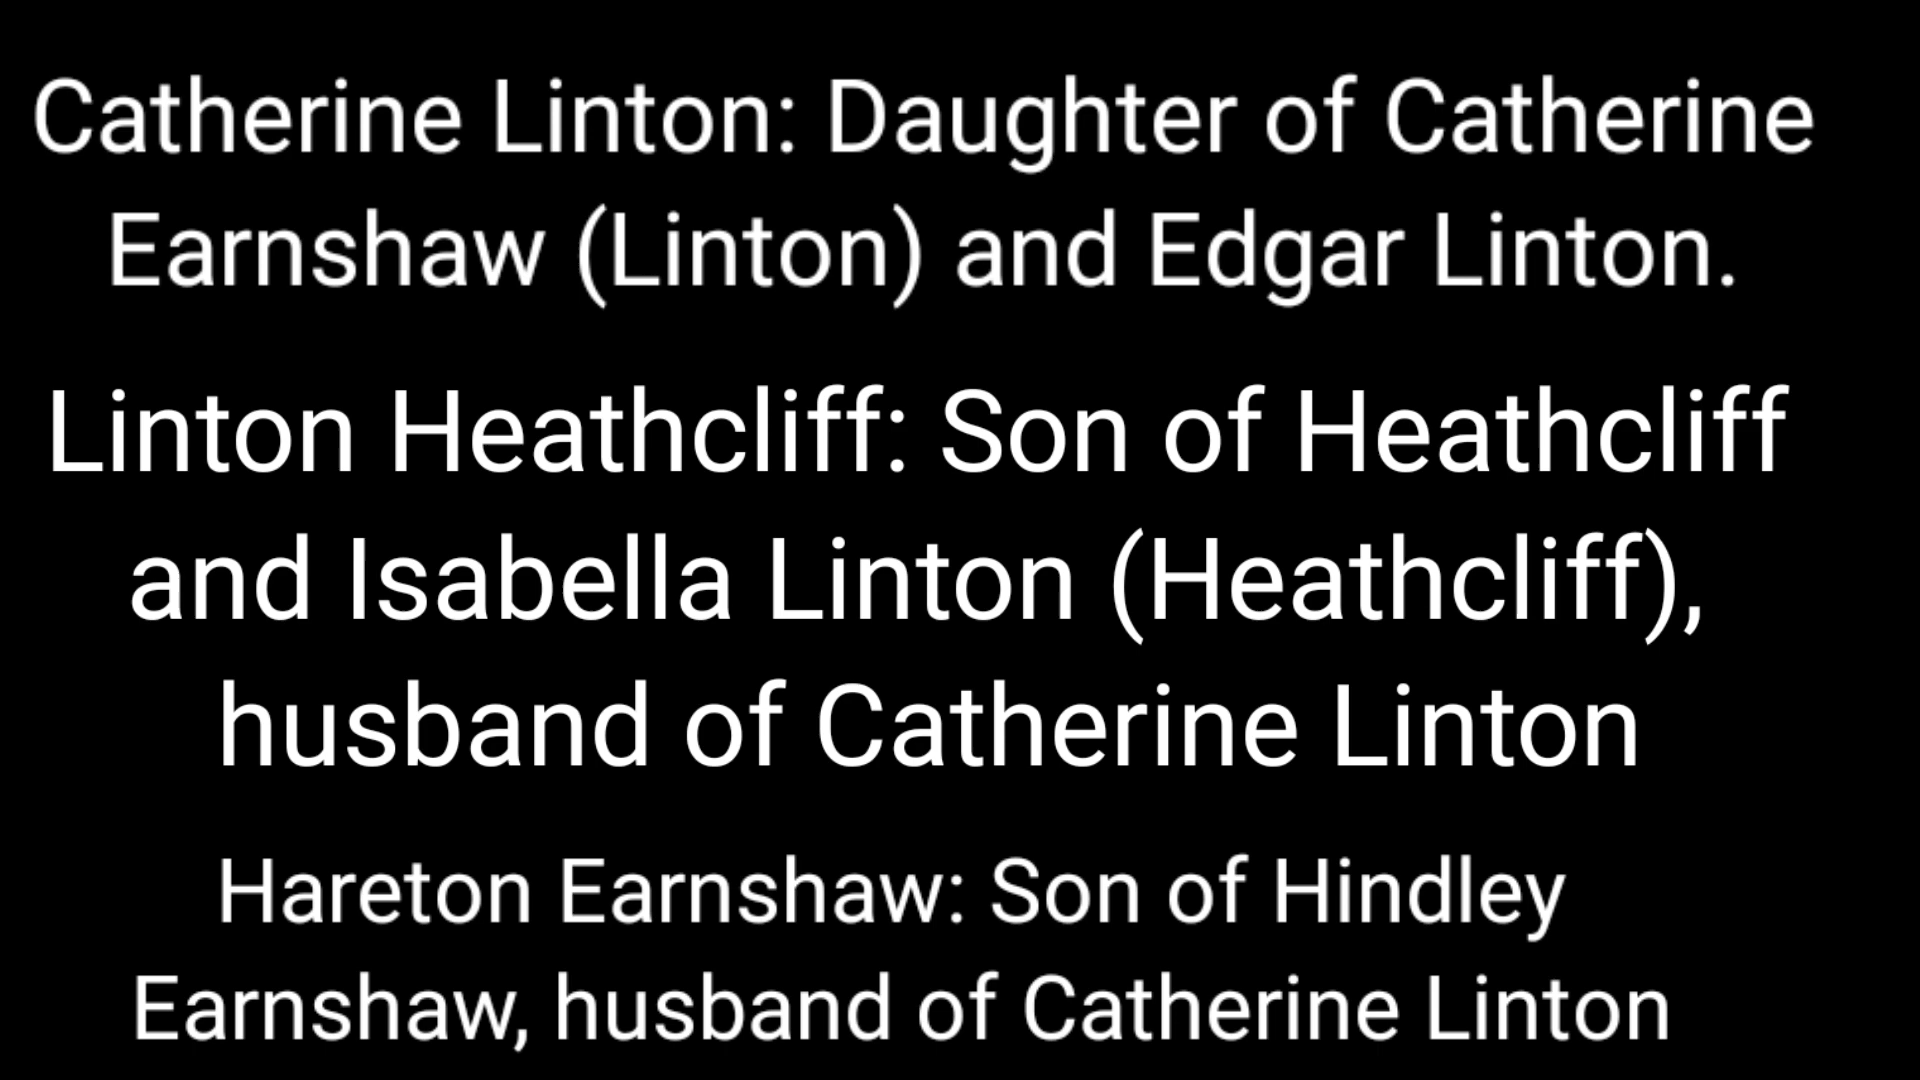 Catherine Linton: Daughter of Catherine
Earnshaw (Linton) and Edgar Linton.
Linton Heathcliff: Son of Heathcliff
and Isabella Linton (Heathcliff),
husband of Catherine Linton
Hareton Earnshaw: Son of Hindley
Earnshaw, husband of Catherine Linton